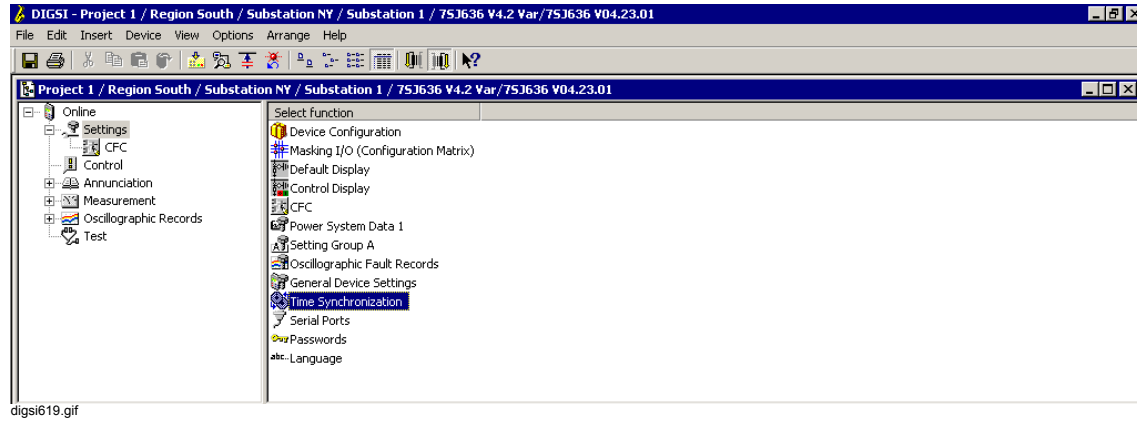 DIGSI - Project 1 / Region South / Substation NY / Substation 1 / 7SJ636 V4.2 Var/7SJ636 V04.23.01
File Edit Insert Device View Options Arrange Help
Project 1 / Region South / Substation NY / Substation 1 / 7SJ636 V4.2 Var/7SJ636 V04.23.01
Online
Settings
CFC
Control
Annunciation
Measurement
Oscillographic Records
Test
Select function
Device Configuration
Masking I/O (Configuration Matrix)
Default Display
Control Display
CFC
Power System Data 1
Setting Group A
Oscillographic Fault Records
General Device Settings
Time Synchronization
Serial Ports
Passwords
abc.. Language
digsi619.gif